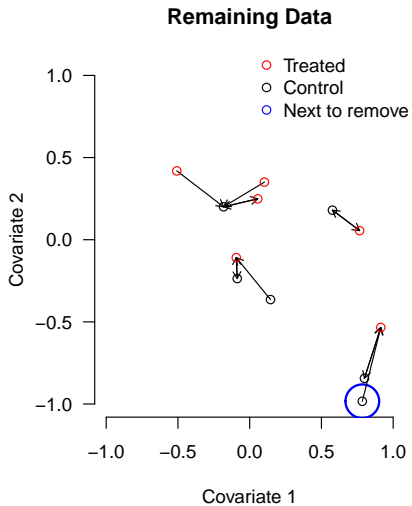 Remaining Data
Treated
Control
Next to remove
1.0
0.5
0.0
−0.5
−1.0
Covariate 2
−1.0 −0.5 0.0 0.5 1.0
Covariate 1